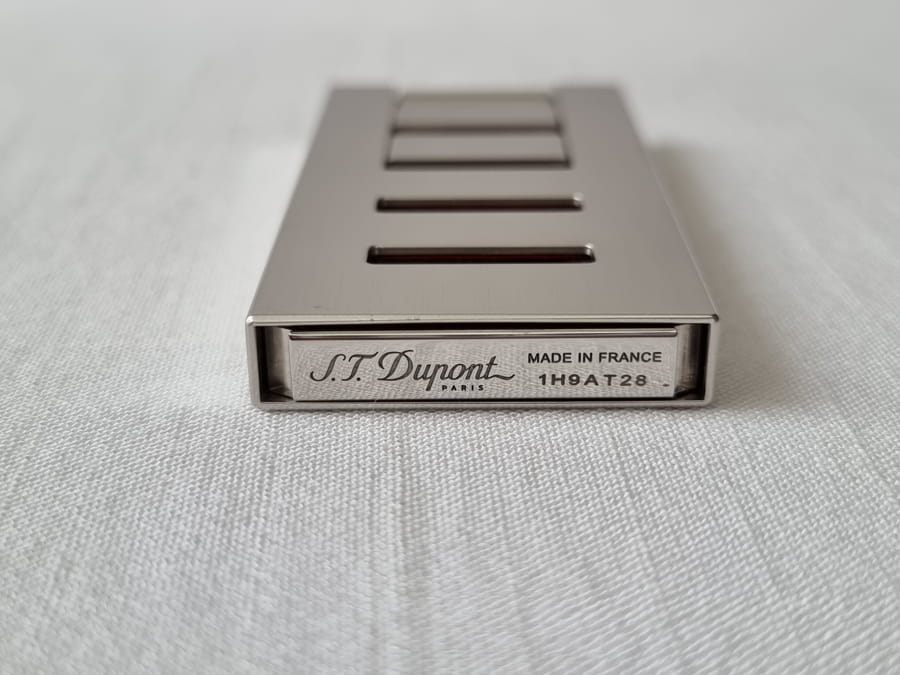 S.T. Dupont
PARIS
MADE IN FRANCE
1H9AT28